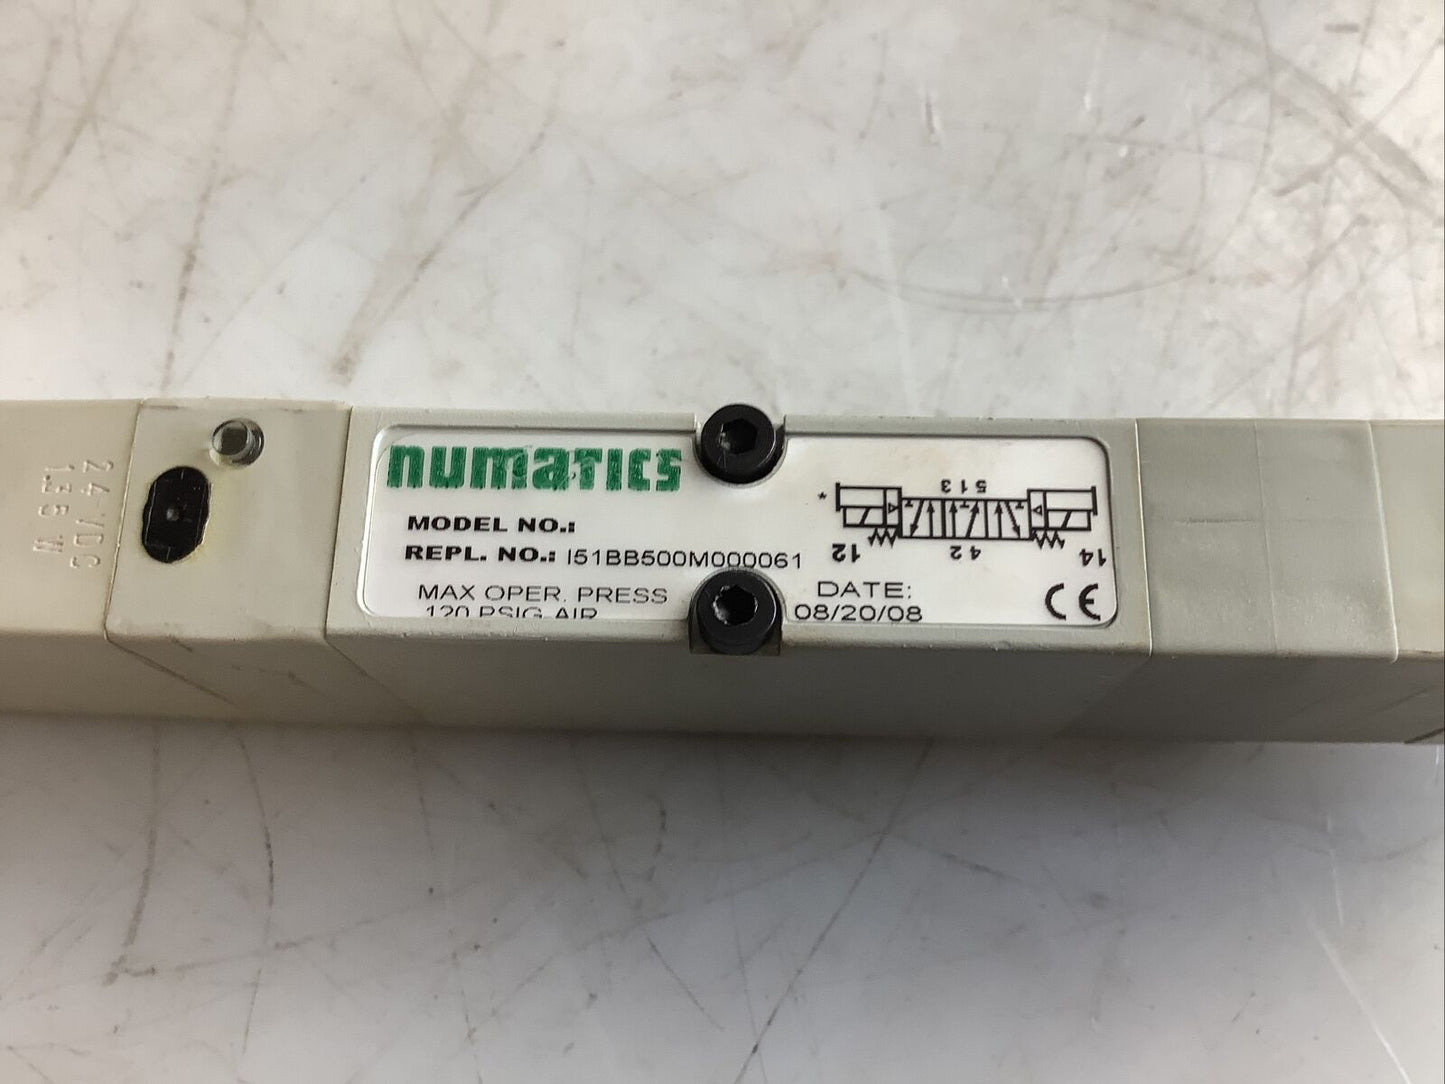 numatics
MODEL NO.:
REPL. NO.: I51BB500M000061
MAX OPER. PRESS
120 PSIG AIR
DATE:
08/20/08
CE
*
5 1 3
12
4 2
14
24 VDC
1.35 W